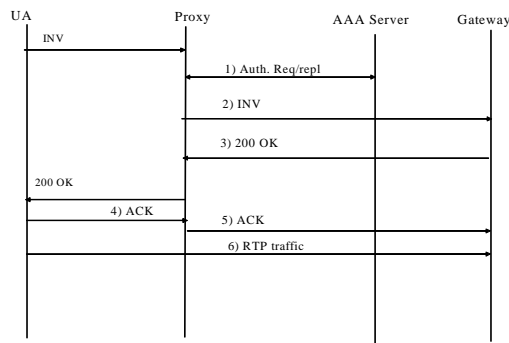 UA
Proxy
AAA Server
Gateway
INV
1) Auth. Req/repl
2) INV
3) 200 OK
200 OK
4) ACK
5) ACK
6) RTP traffic